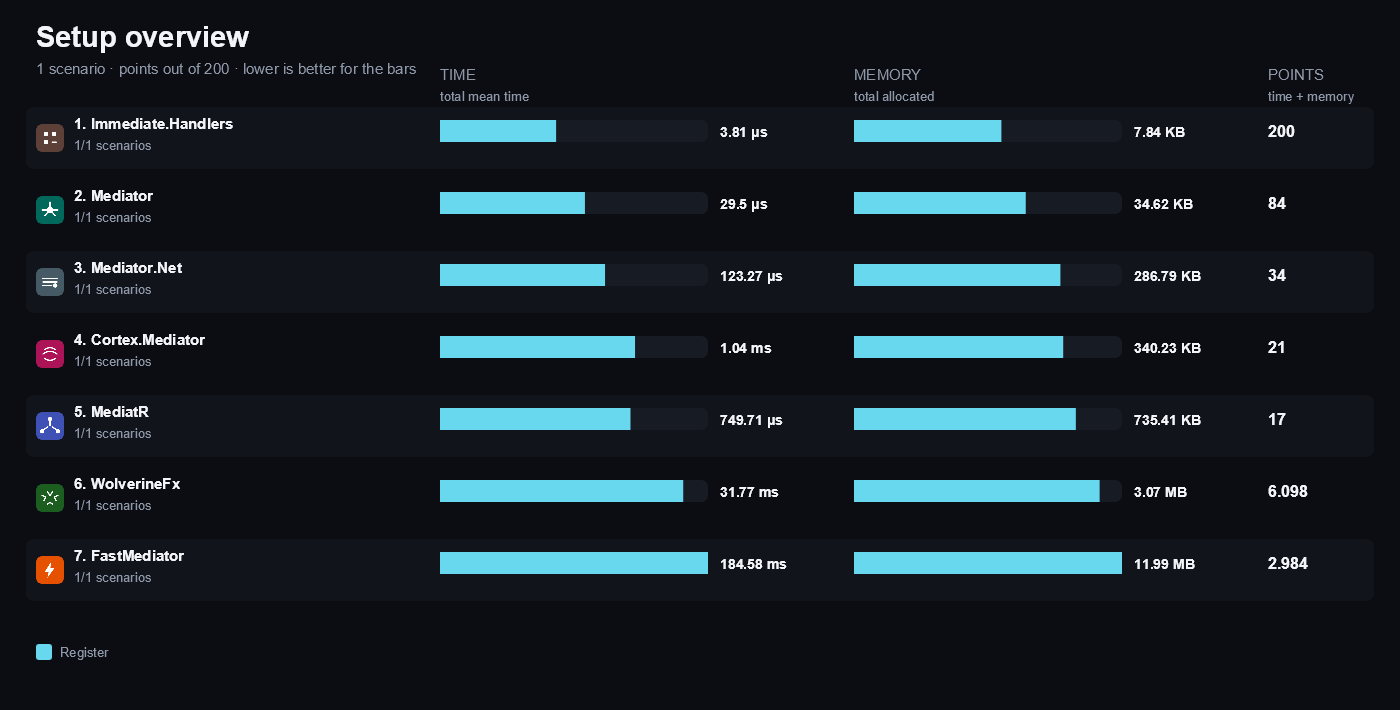 Setup overview
1 scenario · points out of 200 · lower is better for the bars
TIME
total mean time
MEMORY
total allocated
POINTS
time + memory
1. Immediate.Handlers
1/1 scenarios
3.81 µs
7.84 KB
200
2. Mediator
1/1 scenarios
29.5 µs
34.62 KB
84
3. Mediator.Net
1/1 scenarios
123.27 µs
286.79 KB
34
4. Cortex.Mediator
1/1 scenarios
1.04 ms
340.23 KB
21
5. MediatR
1/1 scenarios
749.71 µs
735.41 KB
17
6. WolverineFx
1/1 scenarios
31.77 ms
3.07 MB
6.098
7. FastMediator
1/1 scenarios
184.58 ms
11.99 MB
2.984
Register